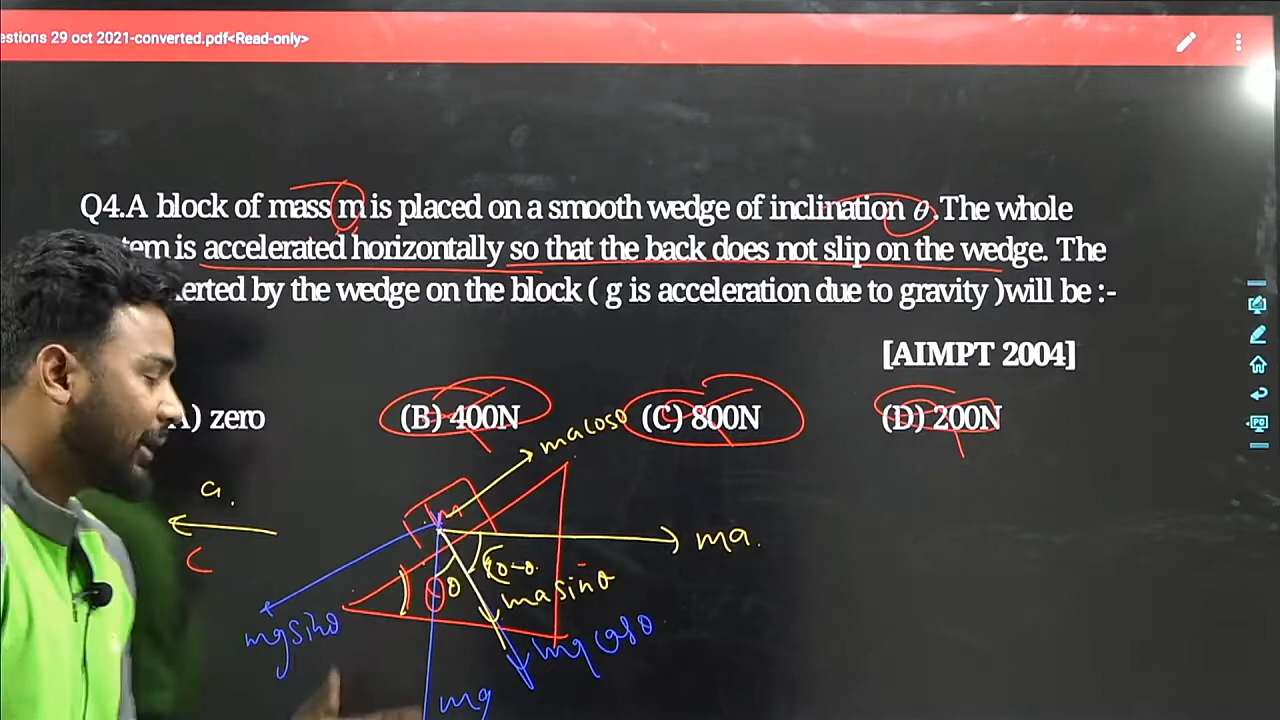 estions 29 oct 2021-converted.pdf<Read-only>
Q4.A block of mass m is placed on a smooth wedge of inclination θ .The whole
tem is accelerated horizontally so that the back does not slip on the wedge. The
erted by the wedge on the block ( g is acceleration due to gravity )will be :-
[AIMPT 2004]
A) zero (B) 400N (C) 800N (D) 200N
macosθ
a.
m
ma.
θ θ 90-θ
masinθ
mgsinθ
mgcosθ
mg